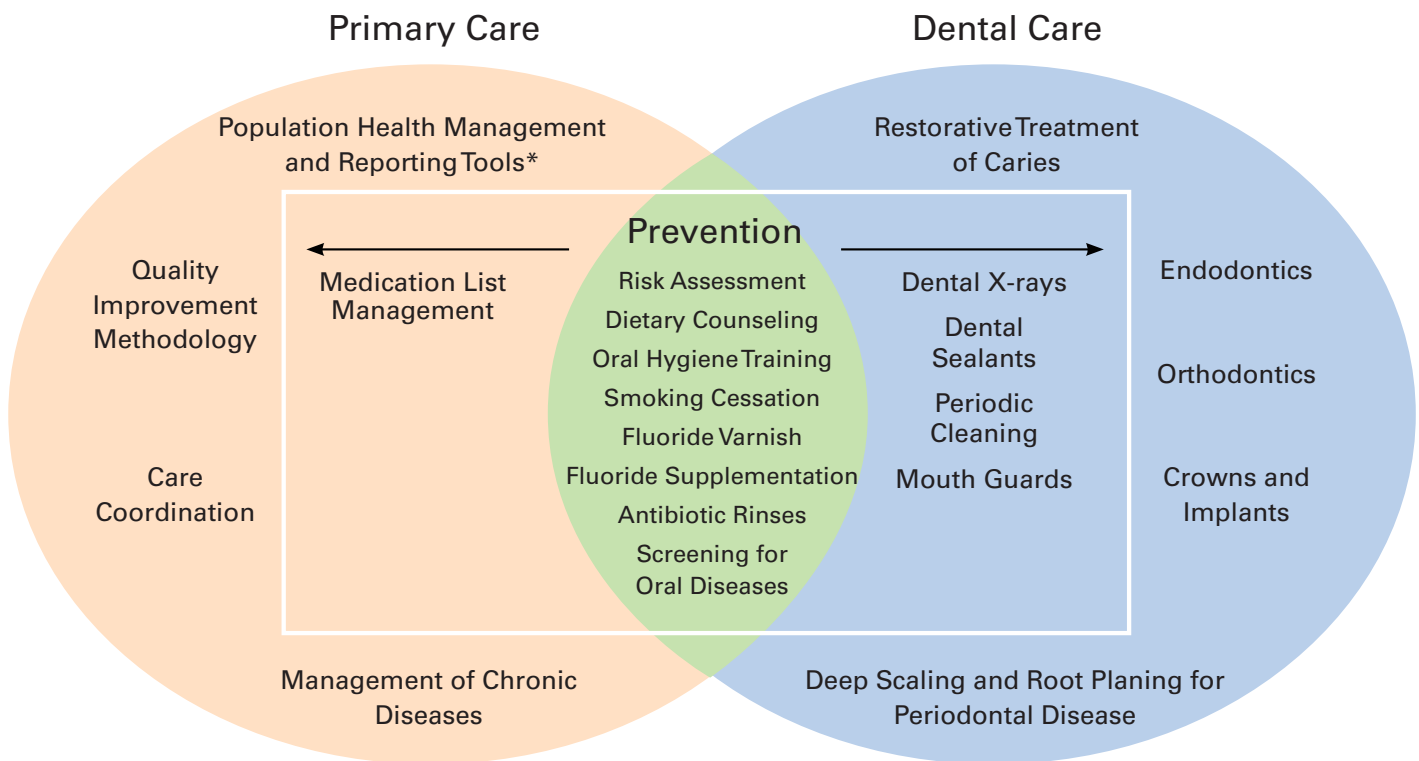 Primary Care
Dental Care
Population Health Management
and Reporting Tools*
Quality
Improvement
Methodology
Care
Coordination
Management of Chronic
Diseases
Medication List
Management
Prevention
Risk Assessment
Dietary Counseling
Oral Hygiene Training
Smoking Cessation
Fluoride Varnish
Fluoride Supplementation
Antibiotic Rinses
Screening for
Oral Diseases
Dental X-rays
Dental
Sealants
Periodic
Cleaning
Mouth Guards
Restorative Treatment
of Caries
Endodontics
Orthodontics
Crowns and
Implants
Deep Scaling and Root Planing for
Periodontal Disease